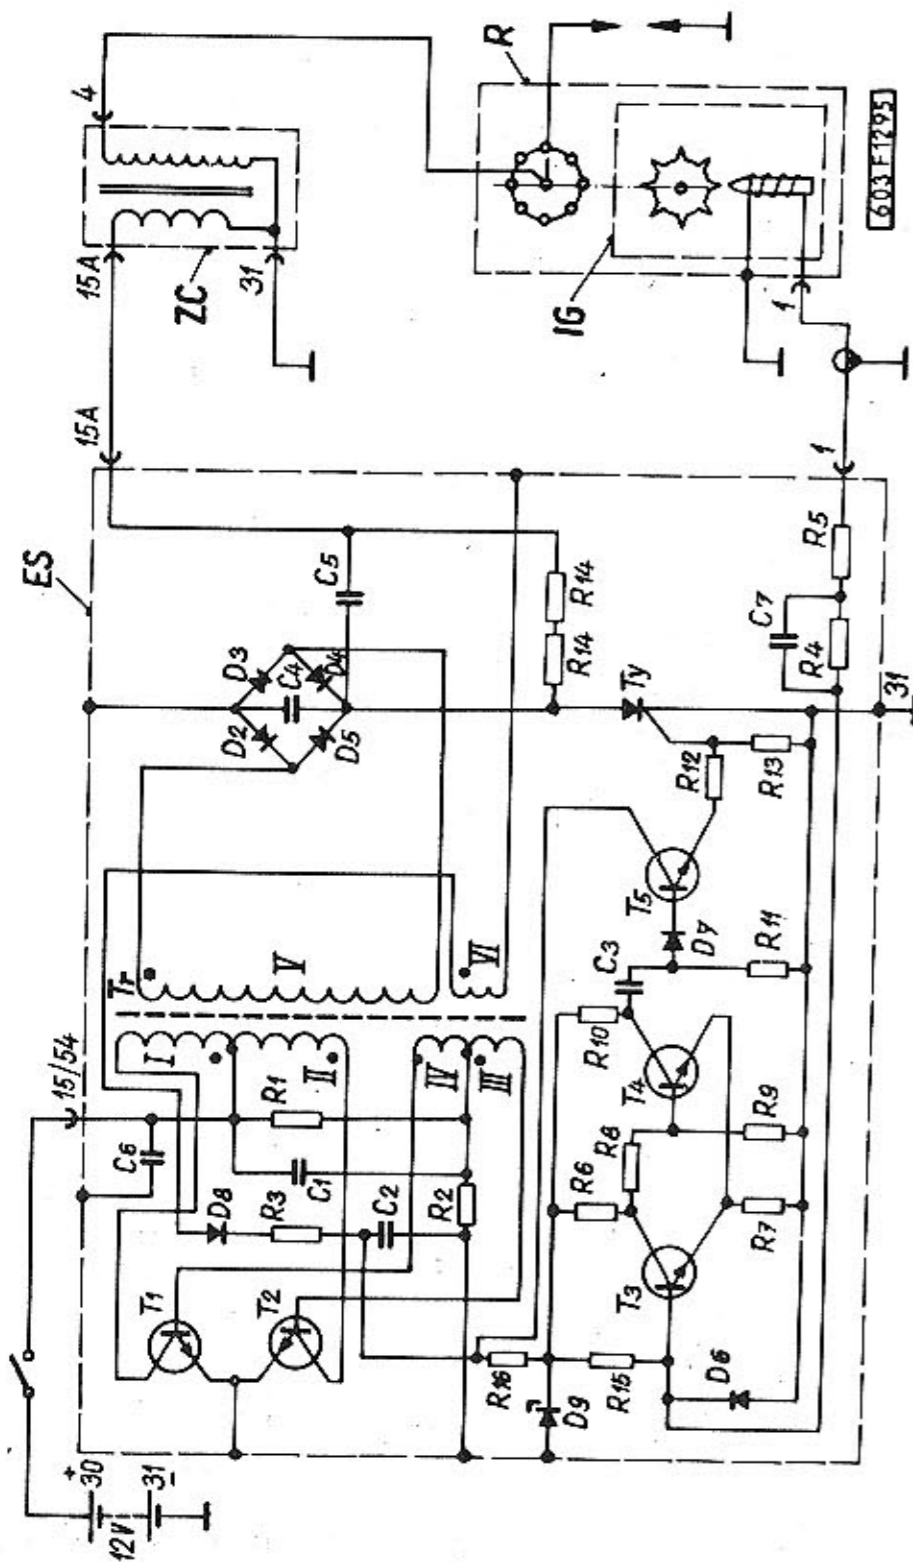 12V
+
30
31
-
15/54
C6
ES
15A
15A
ZC
31
4
R
IG
1
1
603 F1295
T1
T2
D8
R3
C2
C1
R1
R2
I
II
IV
III
Tr
V
VI
D2
D3
C4
D4
D5
C5
R14
R14
Ty
R12
R13
R16
D9
R15
D6
T3
R6
R8
R7
R9
T4
R10
C3
D7
R11
T5
C7
R4
R5
31